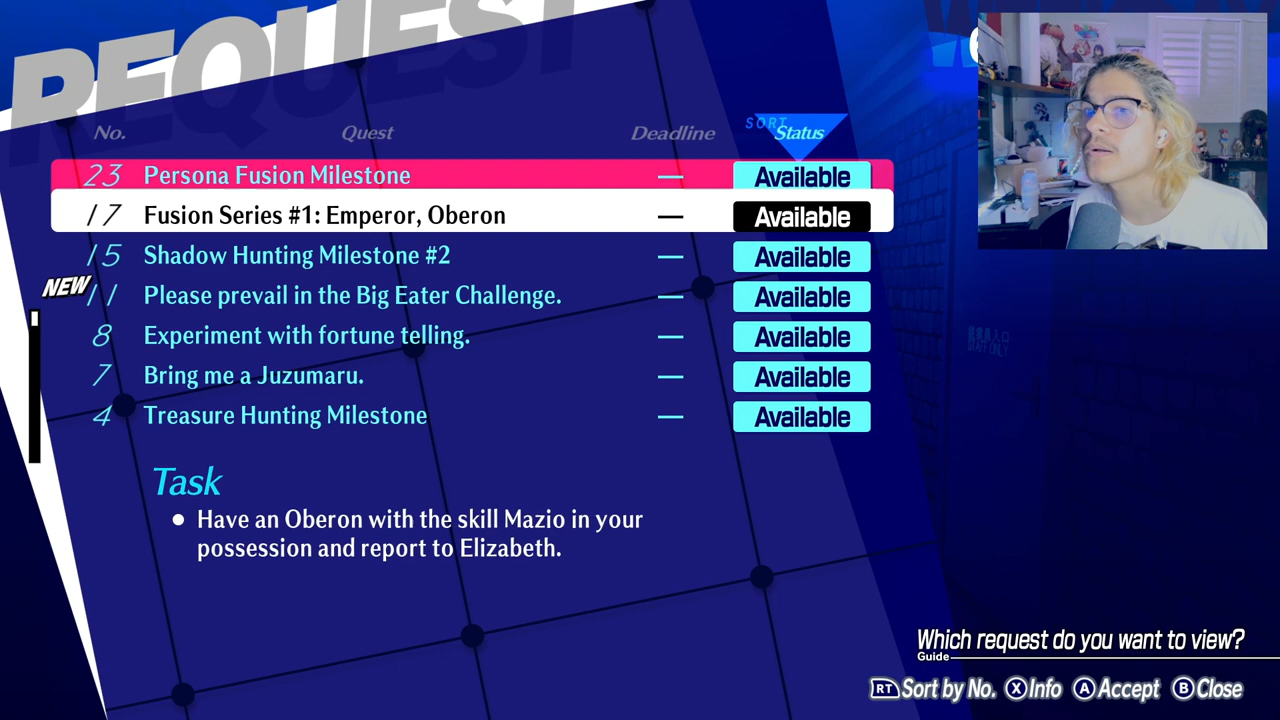 REQUEST
No. Quest Deadline SORT Status
23 Persona Fusion Milestone — Available
17 Fusion Series #1: Emperor, Oberon — Available
15 Shadow Hunting Milestone #2 — Available
NEW 11 Please prevail in the Big Eater Challenge. — Available
8 Experiment with fortune telling. — Available
7 Bring me a Juzumaru. — Available
4 Treasure Hunting Milestone — Available
Task
• Have an Oberon with the skill Mazio in your
possession and report to Elizabeth.
STAFF ONLY
Which request do you want to view?
Guide
RT Sort by No. X Info A Accept B Close